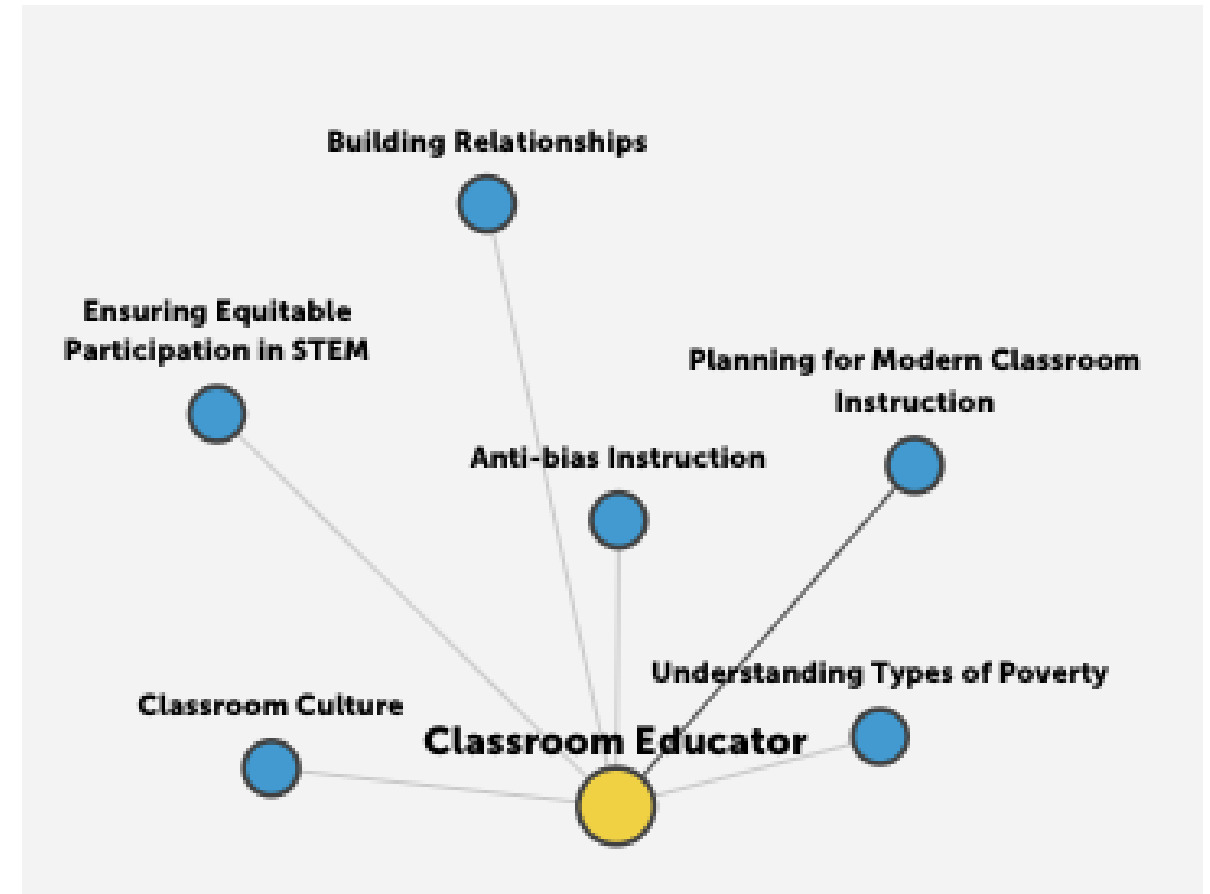 Building Relationships
Ensuring Equitable
Participation in STEM
Planning for Modern Classroom
Instruction
Anti-bias Instruction
Understanding Types of Poverty
Classroom Culture
Classroom Educator